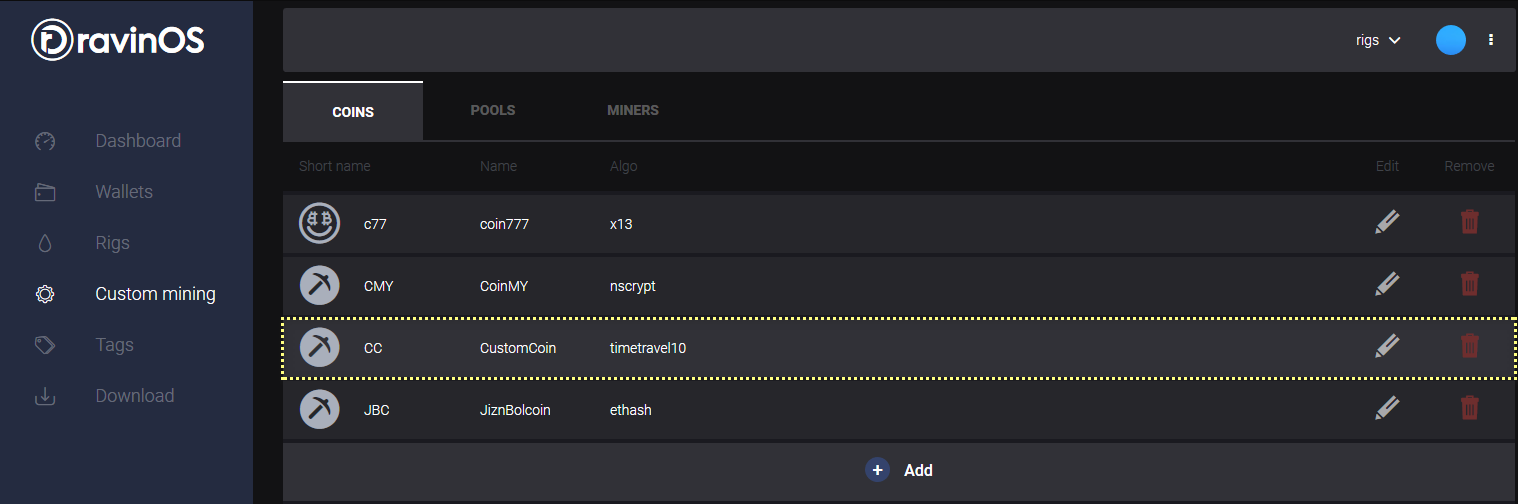 DravinOS
rigs
COINS POOLS MINERS
Dashboard
Wallets
Rigs
Custom mining
Tags
Download
Short name Name Algo Edit Remove
c77 coin777 x13
CMY CoinMY nscrypt
CC CustomCoin timetravel10
JBC JiznBolcoin ethash
+ Add